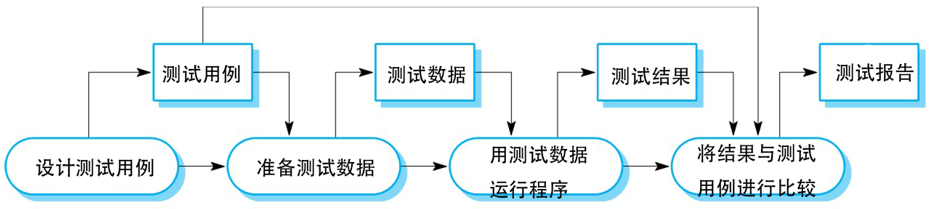 测试用例
测试数据
测试结果
测试报告
设计测试用例
准备测试数据
用测试数据
运行程序
将结果与测试
用例进行比较